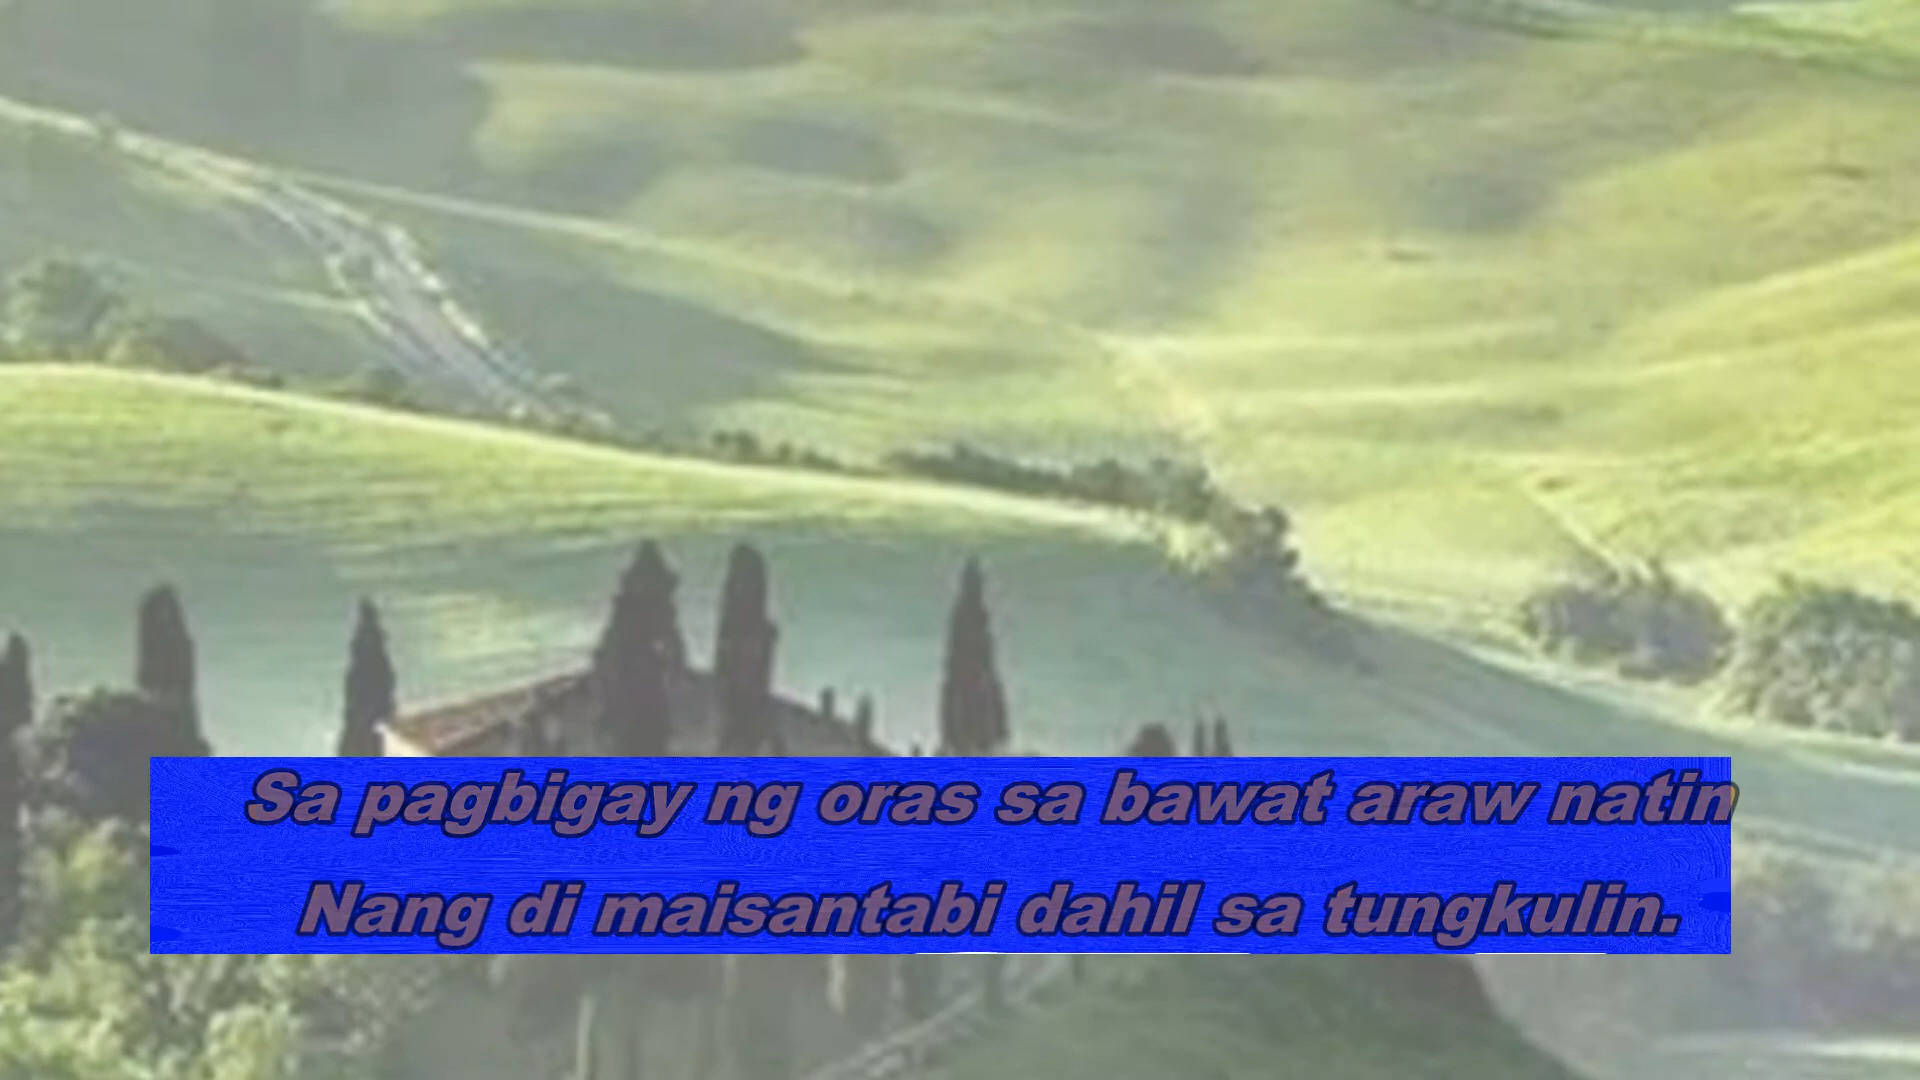 Sa pagbigay ng oras sa bawat araw natin
Nang di maisantabi dahil sa tungkulin.